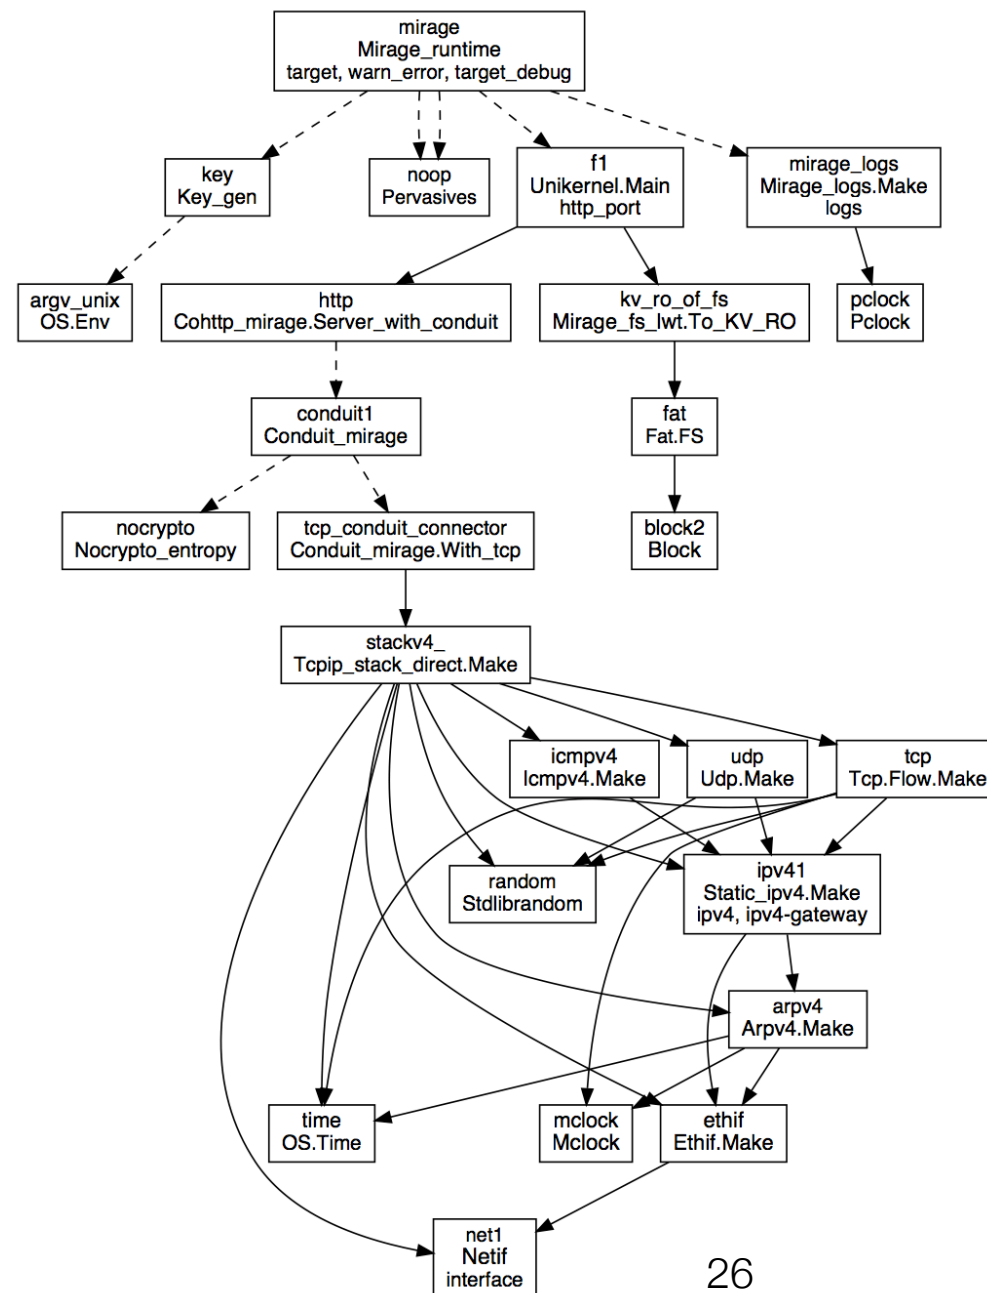 mirage
Mirage_runtime
target, warn_error, target_debug
key
Key_gen
noop
Pervasives
f1
Unikernel.Main
http_port
mirage_logs
Mirage_logs.Make
logs
argv_unix
OS.Env
http
Cohttp_mirage.Server_with_conduit
kv_ro_of_fs
Mirage_fs_lwt.To_KV_RO
pclock
Pclock
conduit1
Conduit_mirage
fat
Fat.FS
nocrypto
Nocrypto_entropy
tcp_conduit_connector
Conduit_mirage.With_tcp
block2
Block
stackv4_
Tcpip_stack_direct.Make
icmpv4
Icmpv4.Make
udp
Udp.Make
tcp
Tcp.Flow.Make
random
Stdlibrandom
ipv41
Static_ipv4.Make
ipv4, ipv4-gateway
arpv4
Arpv4.Make
time
OS.Time
mclock
Mclock
ethif
Ethif.Make
net1
Netif
interface
26